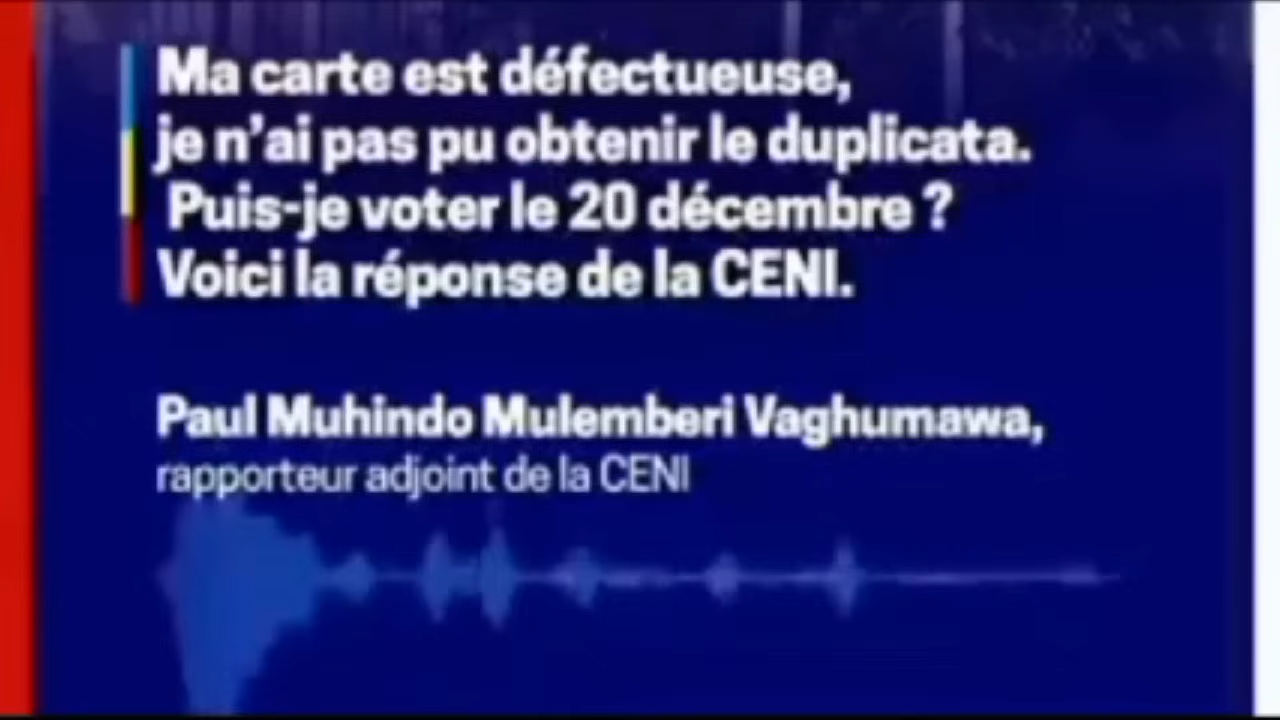 Ma carte est défectueuse,
je n'ai pas pu obtenir le duplicata.
Puis-je voter le 20 décembre ?
Voici la réponse de la CENI.
Paul Muhindo Mulemberi Vaghumawa,
rapporteur adjoint de la CENI